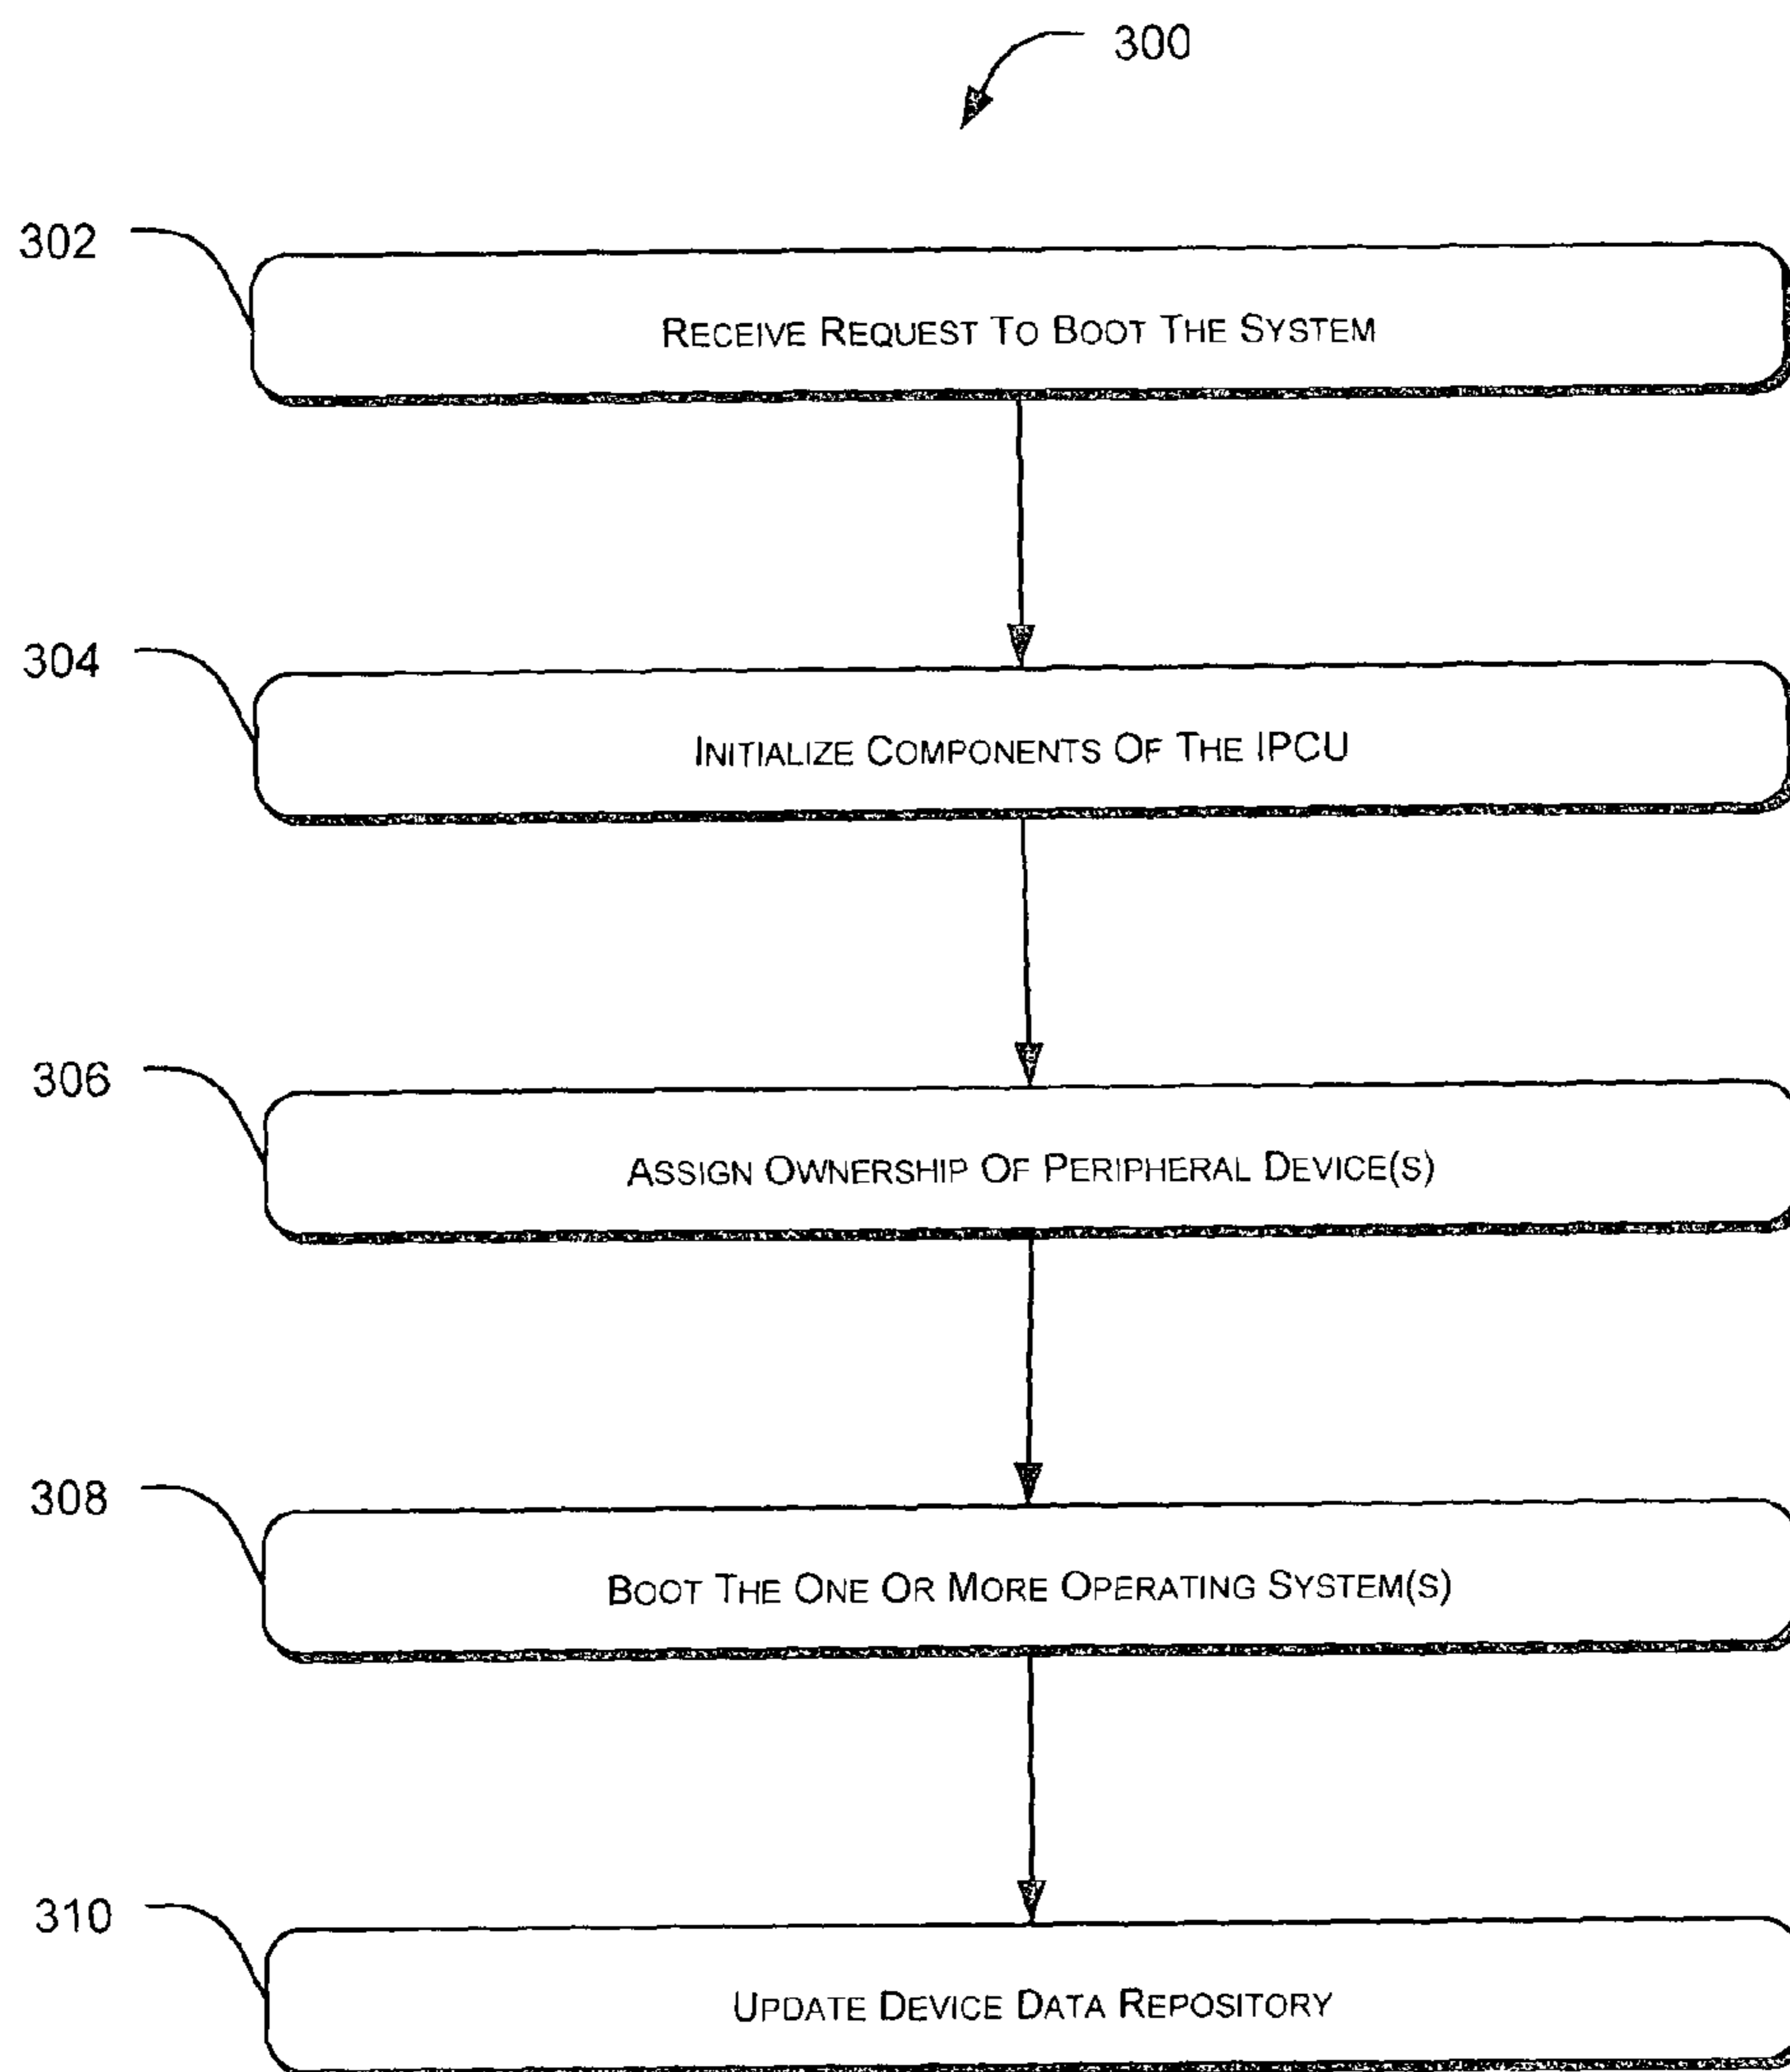 300
302
RECEIVE REQUEST TO BOOT THE SYSTEM
304
INITIALIZE COMPONENTS OF THE IPCU
306
ASSIGN OWNERSHIP OF PERIPHERAL DEVICE(S)
308
BOOT THE ONE OR MORE OPERATING SYSTEM(S)
310
UPDATE DEVICE DATA REPOSITORY